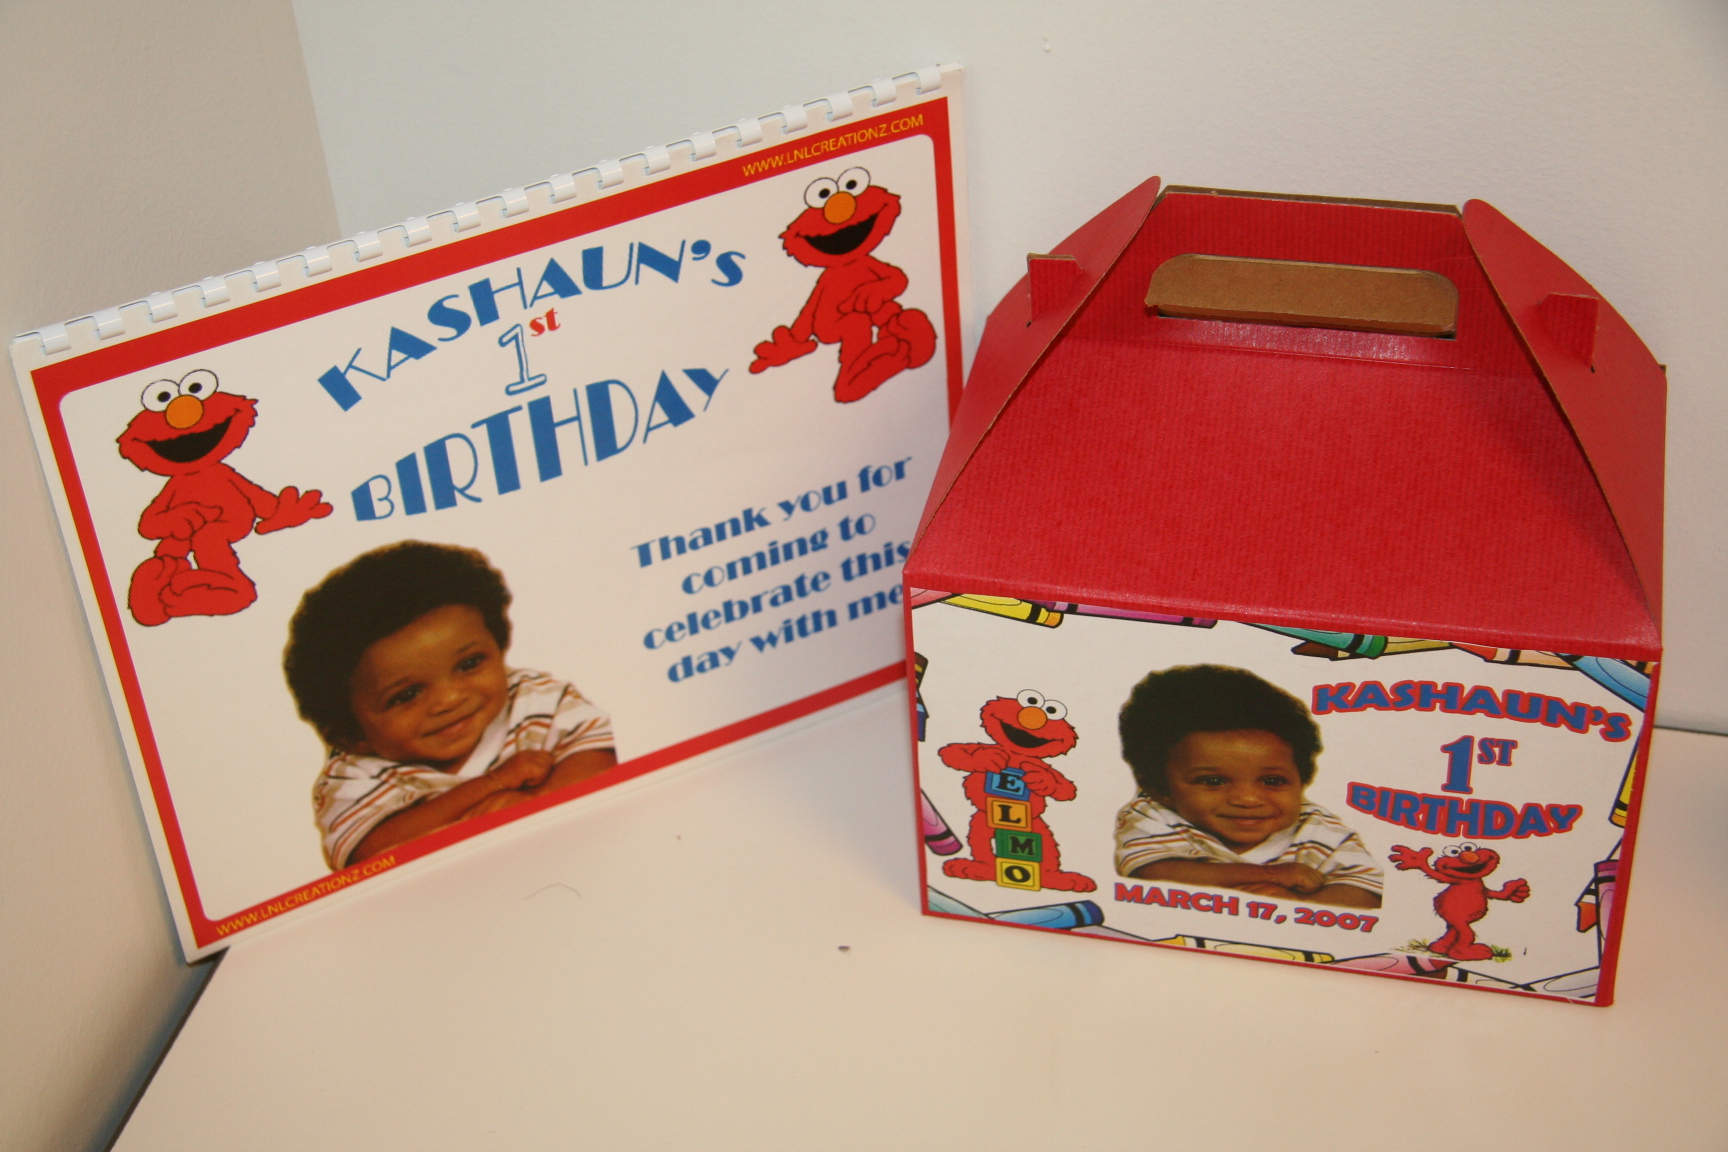 WWW.LNLCREATIONZ.COM
KASHAUN'S
1st
BIRTHDAY
Thank you for
coming to
celebrate this
day with me
WWW.LNLCREATIONZ.COM
KASHAUN'S
1ST
BIRTHDAY
E
L
M
O
MARCH 17, 2007